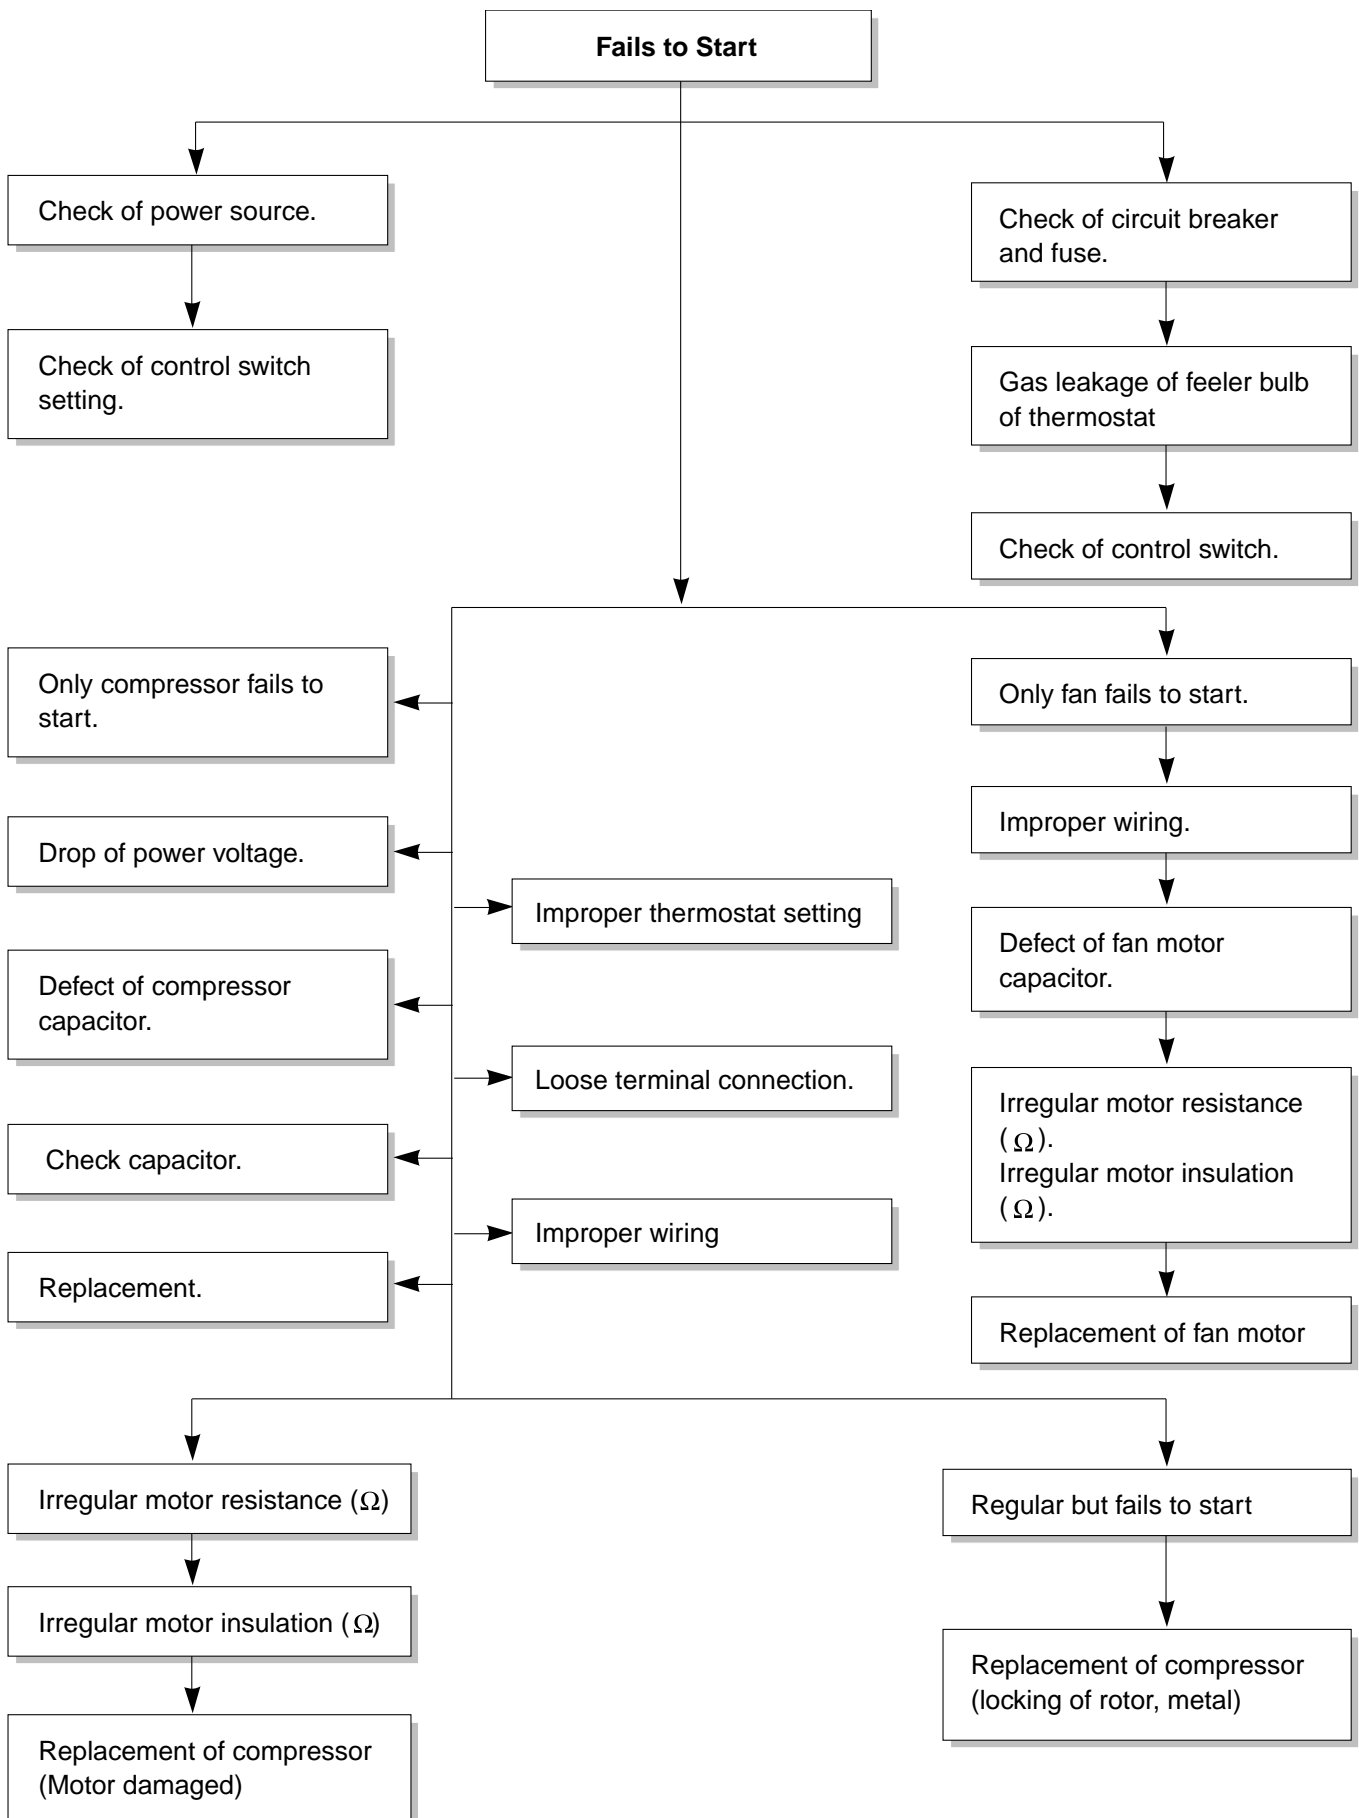 Fails to Start
Check of power source.
Check of circuit breaker
and fuse.
Check of control switch
setting.
Gas leakage of feeler bulb
of thermostat
Check of control switch.
Only compressor fails to
start.
Only fan fails to start.
Drop of power voltage.
Improper wiring.
Improper thermostat setting
Defect of compressor
capacitor.
Defect of fan motor
capacitor.
Loose terminal connection.
Irregular motor resistance
(Ω).
Irregular motor insulation
(Ω).
Check capacitor.
Improper wiring
Replacement.
Replacement of fan motor
Irregular motor resistance (Ω)
Regular but fails to start
Irregular motor insulation (Ω)
Replacement of compressor
(locking of rotor, metal)
Replacement of compressor
(Motor damaged)